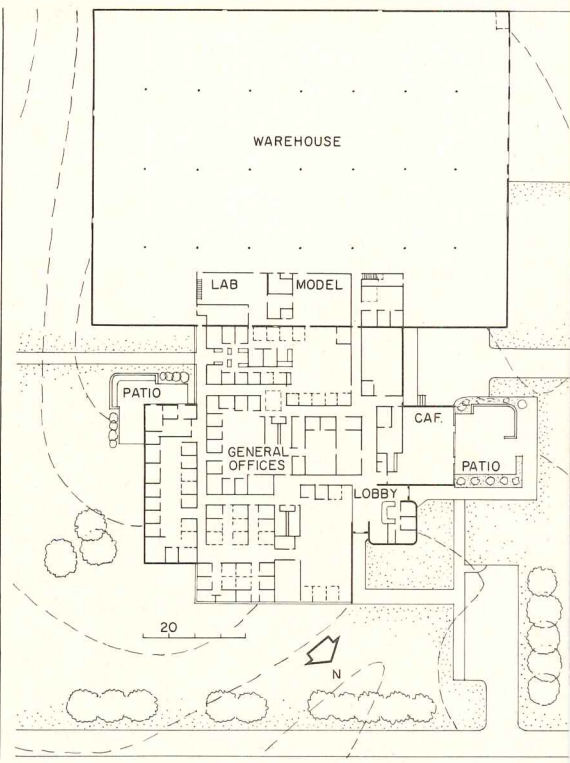 WAREHOUSE
LAB
MODEL
PATIO
CAF.
GENERAL
OFFICES
PATIO
LOBBY
20
N